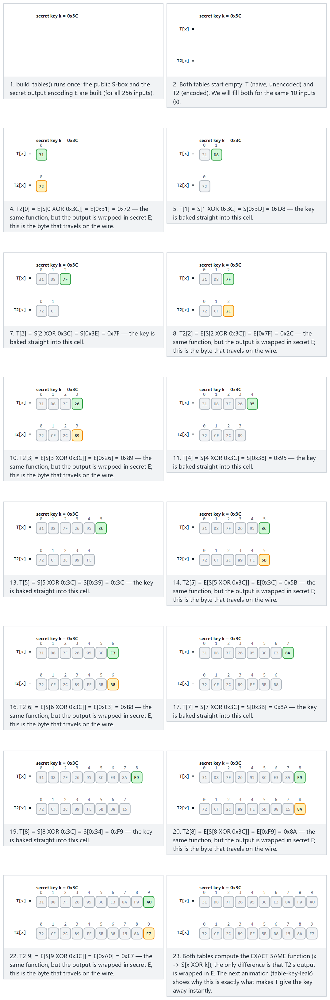 secret key k = 0x3C
1. build_tables() runs once: the public S-box and the
secret output encoding E are built (for all 256 inputs).
secret key k = 0x3C
T[x] =
T2[x] =
2. Both tables start empty: T (naive, unencoded) and
T2 (encoded). We will fill both for the same 10 inputs
(x).
secret key k = 0x3C
0
T[x] = 31
0
T2[x] = 72
4. T2[0] = E[S[0 XOR 0x3C]] = E[0x31] = 0x72 — the
same function, but the output is wrapped in secret E;
this is the byte that travels on the wire.
secret key k = 0x3C
0 1
T[x] = 31 D8
0
T2[x] = 72
5. T[1] = S[1 XOR 0x3C] = S[0x3D] = 0xD8 — the key
is baked straight into this cell.
secret key k = 0x3C
0 1 2
T[x] = 31 D8 7F
0 1
T2[x] = 72 CF
7. T[2] = S[2 XOR 0x3C] = S[0x3E] = 0x7F — the key is
baked straight into this cell.
secret key k = 0x3C
0 1 2
T[x] = 31 D8 7F
0 1 2
T2[x] = 72 CF 2C
8. T2[2] = E[S[2 XOR 0x3C]] = E[0x7F] = 0x2C — the
same function, but the output is wrapped in secret E;
this is the byte that travels on the wire.
secret key k = 0x3C
0 1 2 3
T[x] = 31 D8 7F 26
0 1 2 3
T2[x] = 72 CF 2C 89
10. T2[3] = E[S[3 XOR 0x3C]] = E[0x26] = 0x89 — the
same function, but the output is wrapped in secret E;
this is the byte that travels on the wire.
secret key k = 0x3C
0 1 2 3 4
T[x] = 31 D8 7F 26 95
0 1 2 3
T2[x] = 72 CF 2C 89
11. T[4] = S[4 XOR 0x3C] = S[0x38] = 0x95 — the key
is baked straight into this cell.
secret key k = 0x3C
0 1 2 3 4 5
T[x] = 31 D8 7F 26 95 3C
0 1 2 3 4
T2[x] = 72 CF 2C 89 FE
13. T[5] = S[5 XOR 0x3C] = S[0x39] = 0x3C — the key
is baked straight into this cell.
secret key k = 0x3C
0 1 2 3 4 5
T[x] = 31 D8 7F 26 95 3C
0 1 2 3 4 5
T2[x] = 72 CF 2C 89 FE 5B
14. T2[5] = E[S[5 XOR 0x3C]] = E[0x3C] = 0x5B — the
same function, but the output is wrapped in secret E;
this is the byte that travels on the wire.
secret key k = 0x3C
0 1 2 3 4 5 6
T[x] = 31 D8 7F 26 95 3C E3
0 1 2 3 4 5 6
T2[x] = 72 CF 2C 89 FE 5B B8
16. T2[6] = E[S[6 XOR 0x3C]] = E[0xE3] = 0xB8 — the
same function, but the output is wrapped in secret E;
this is the byte that travels on the wire.
secret key k = 0x3C
0 1 2 3 4 5 6 7
T[x] = 31 D8 7F 26 95 3C E3 8A
0 1 2 3 4 5 6
T2[x] = 72 CF 2C 89 FE 5B B8
17. T[7] = S[7 XOR 0x3C] = S[0x3B] = 0x8A — the key
is baked straight into this cell.
secret key k = 0x3C
0 1 2 3 4 5 6 7 8
T[x] = 31 D8 7F 26 95 3C E3 8A F9
0 1 2 3 4 5 6 7
T2[x] = 72 CF 2C 89 FE 5B B8 15
19. T[8] = S[8 XOR 0x3C] = S[0x34] = 0xF9 — the key
is baked straight into this cell.
secret key k = 0x3C
0 1 2 3 4 5 6 7 8
T[x] = 31 D8 7F 26 95 3C E3 8A F9
0 1 2 3 4 5 6 7 8
T2[x] = 72 CF 2C 89 FE 5B B8 15 8A
20. T2[8] = E[S[8 XOR 0x3C]] = E[0xF9] = 0x8A — the
same function, but the output is wrapped in secret E;
this is the byte that travels on the wire.
secret key k = 0x3C
0 1 2 3 4 5 6 7 8 9
T[x] = 31 D8 7F 26 95 3C E3 8A F9 A0
0 1 2 3 4 5 6 7 8 9
T2[x] = 72 CF 2C 89 FE 5B B8 15 8A E7
22. T2[9] = E[S[9 XOR 0x3C]] = E[0xA0] = 0xE7 — the
same function, but the output is wrapped in secret E;
this is the byte that travels on the wire.
secret key k = 0x3C
0 1 2 3 4 5 6 7 8 9
T[x] = 31 D8 7F 26 95 3C E3 8A F9 A0
0 1 2 3 4 5 6 7 8 9
T2[x] = 72 CF 2C 89 FE 5B B8 15 8A E7
23. Both tables compute the EXACT SAME function (x
-> S[x XOR k]); the only difference is that T2's output
is wrapped in E. The next animation (table-key-leak)
shows why this is exactly what makes T give the key
away instantly.